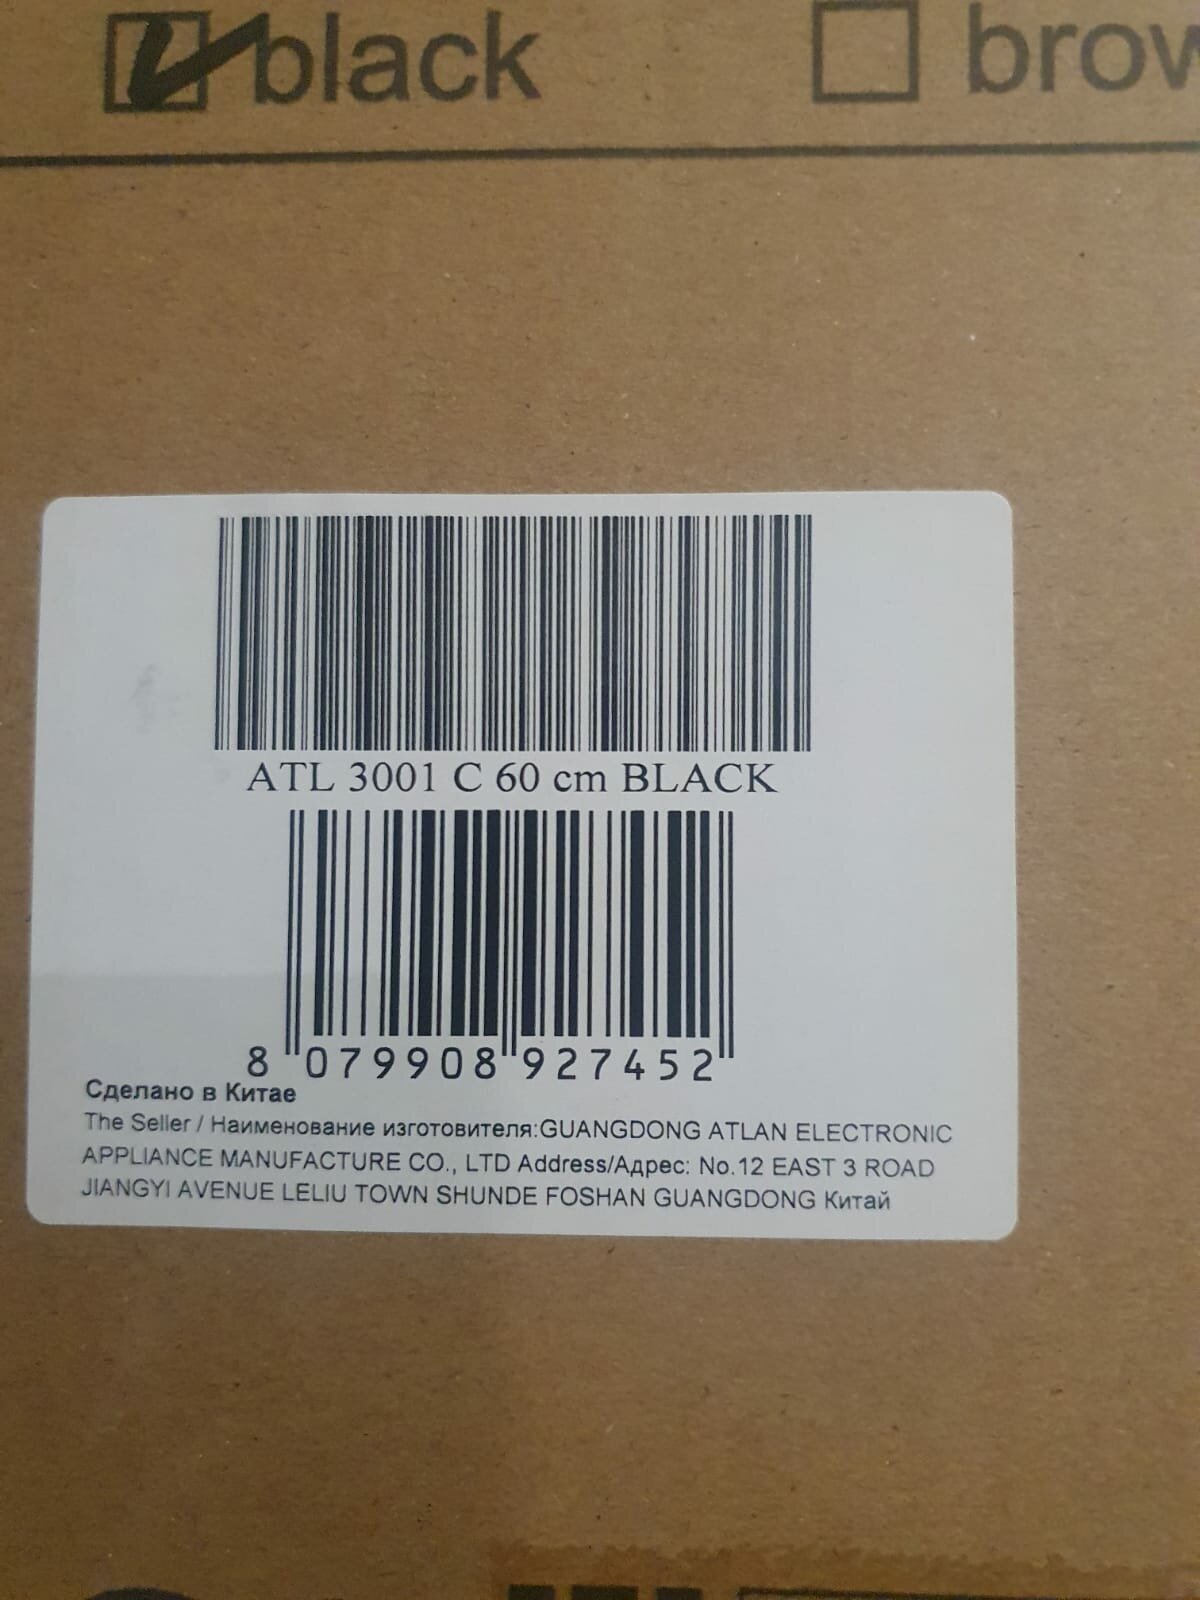 black brow
ATL 3001 C 60 cm BLACK
8 079908 927452
Сделано в Китае
The Seller / Наименование изготовителя:GUANGDONG ATLAN ELECTRONIC
APPLIANCE MANUFACTURE CO., LTD Address/Адрес: No.12 EAST 3 ROAD
JIANGYI AVENUE LELIU TOWN SHUNDE FOSHAN GUANGDONG Китай